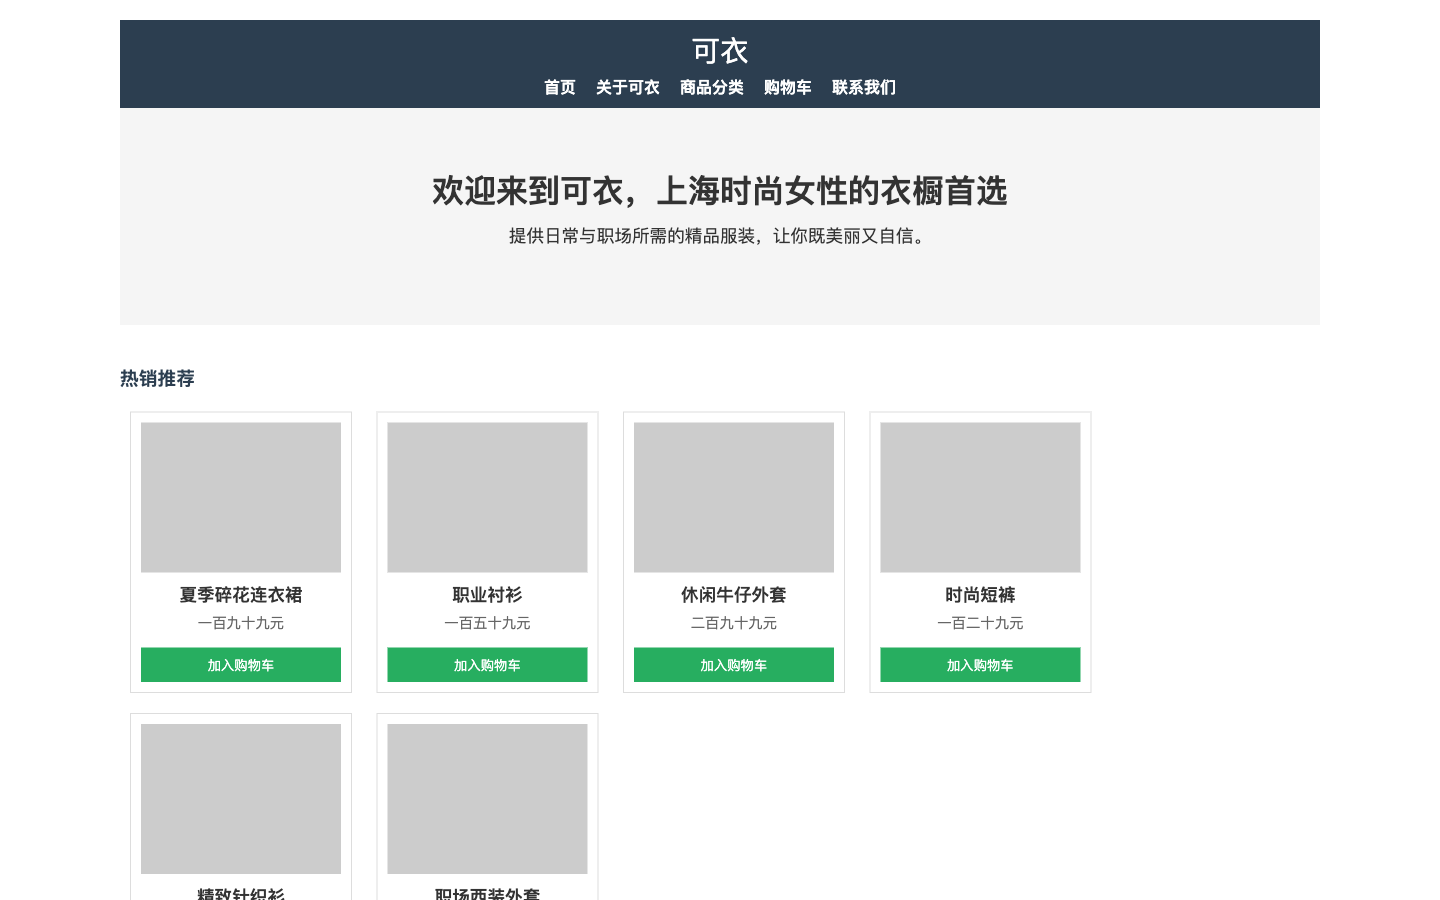 可衣
首页 关于可衣 商品分类 购物车 联系我们
欢迎来到可衣，上海时尚女性的衣橱首选
提供日常与职场所需的精品服装，让你既美丽又自信。
热销推荐
夏季碎花连衣裙
一百九十九元
加入购物车
职业衬衫
一百五十九元
加入购物车
休闲牛仔外套
二百九十九元
加入购物车
时尚短裤
一百二十九元
加入购物车
精致针织衫
职场西装外套